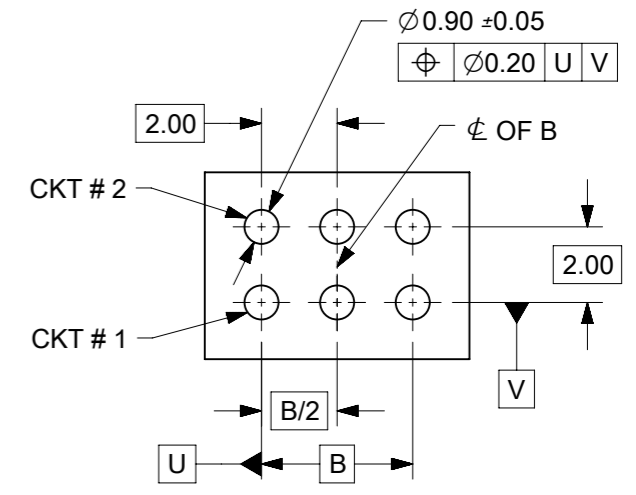 ∅0.90 ±0.05
⌖ ∅0.20 U V
2.00
℄ OF B
CKT # 2
2.00
CKT # 1
V
B/2
U
B